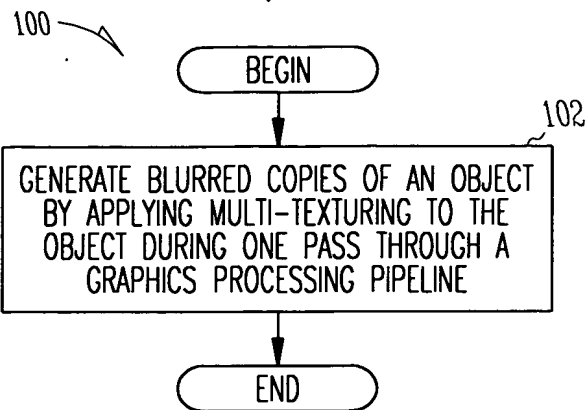 100
BEGIN
102
GENERATE BLURRED COPIES OF AN OBJECT
BY APPLYING MULTI-TEXTURING TO THE
OBJECT DURING ONE PASS THROUGH A
GRAPHICS PROCESSING PIPELINE
END